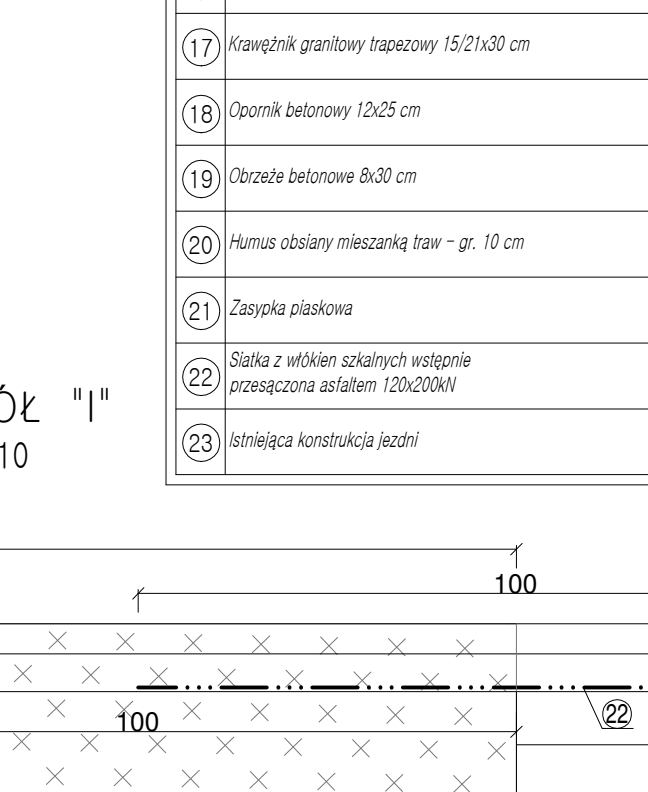 17 Krawężnik granitowy trapezowy 15/21x30 cm
18 Opornik betonowy 12x25 cm
19 Obrzeże betonowe 8x30 cm
20 Humus obsiany mieszanką traw - gr. 10 cm
21 Zasypka piaskowa
22 Siatka z włókien szkalnych wstępnie
przesączona asfaltem 120x200kN
23 Istniejąca konstrukcja jezdni
ÓŁ "I"
10
100
100
22